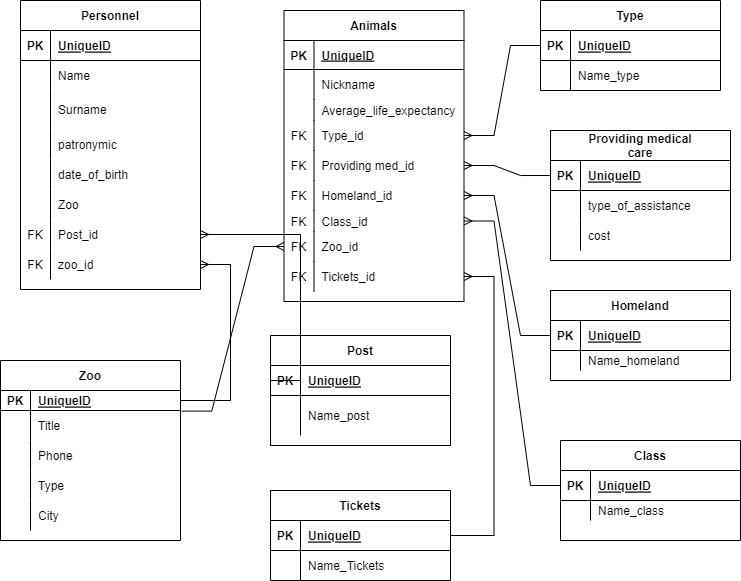 Personnel
PK UniqueID
Name
Surname
patronymic
date_of_birth
Zoo
FK Post_id
FK zoo_id
Animals
PK UniqueID
Nickname
Average_life_expectancy
FK Type_id
FK Providing med_id
FK Homeland_id
FK Class_id
FK Zoo_id
FK Tickets_id
Type
PK UniqueID
Name_type
Providing medical
care
PK UniqueID
type_of_assistance
cost
Homeland
PK UniqueID
Name_homeland
Zoo
PK UniqueID
Title
Phone
Type
City
Post
PK UniqueID
Name_post
Class
PK UniqueID
Name_class
Tickets
PK UniqueID
Name_Tickets